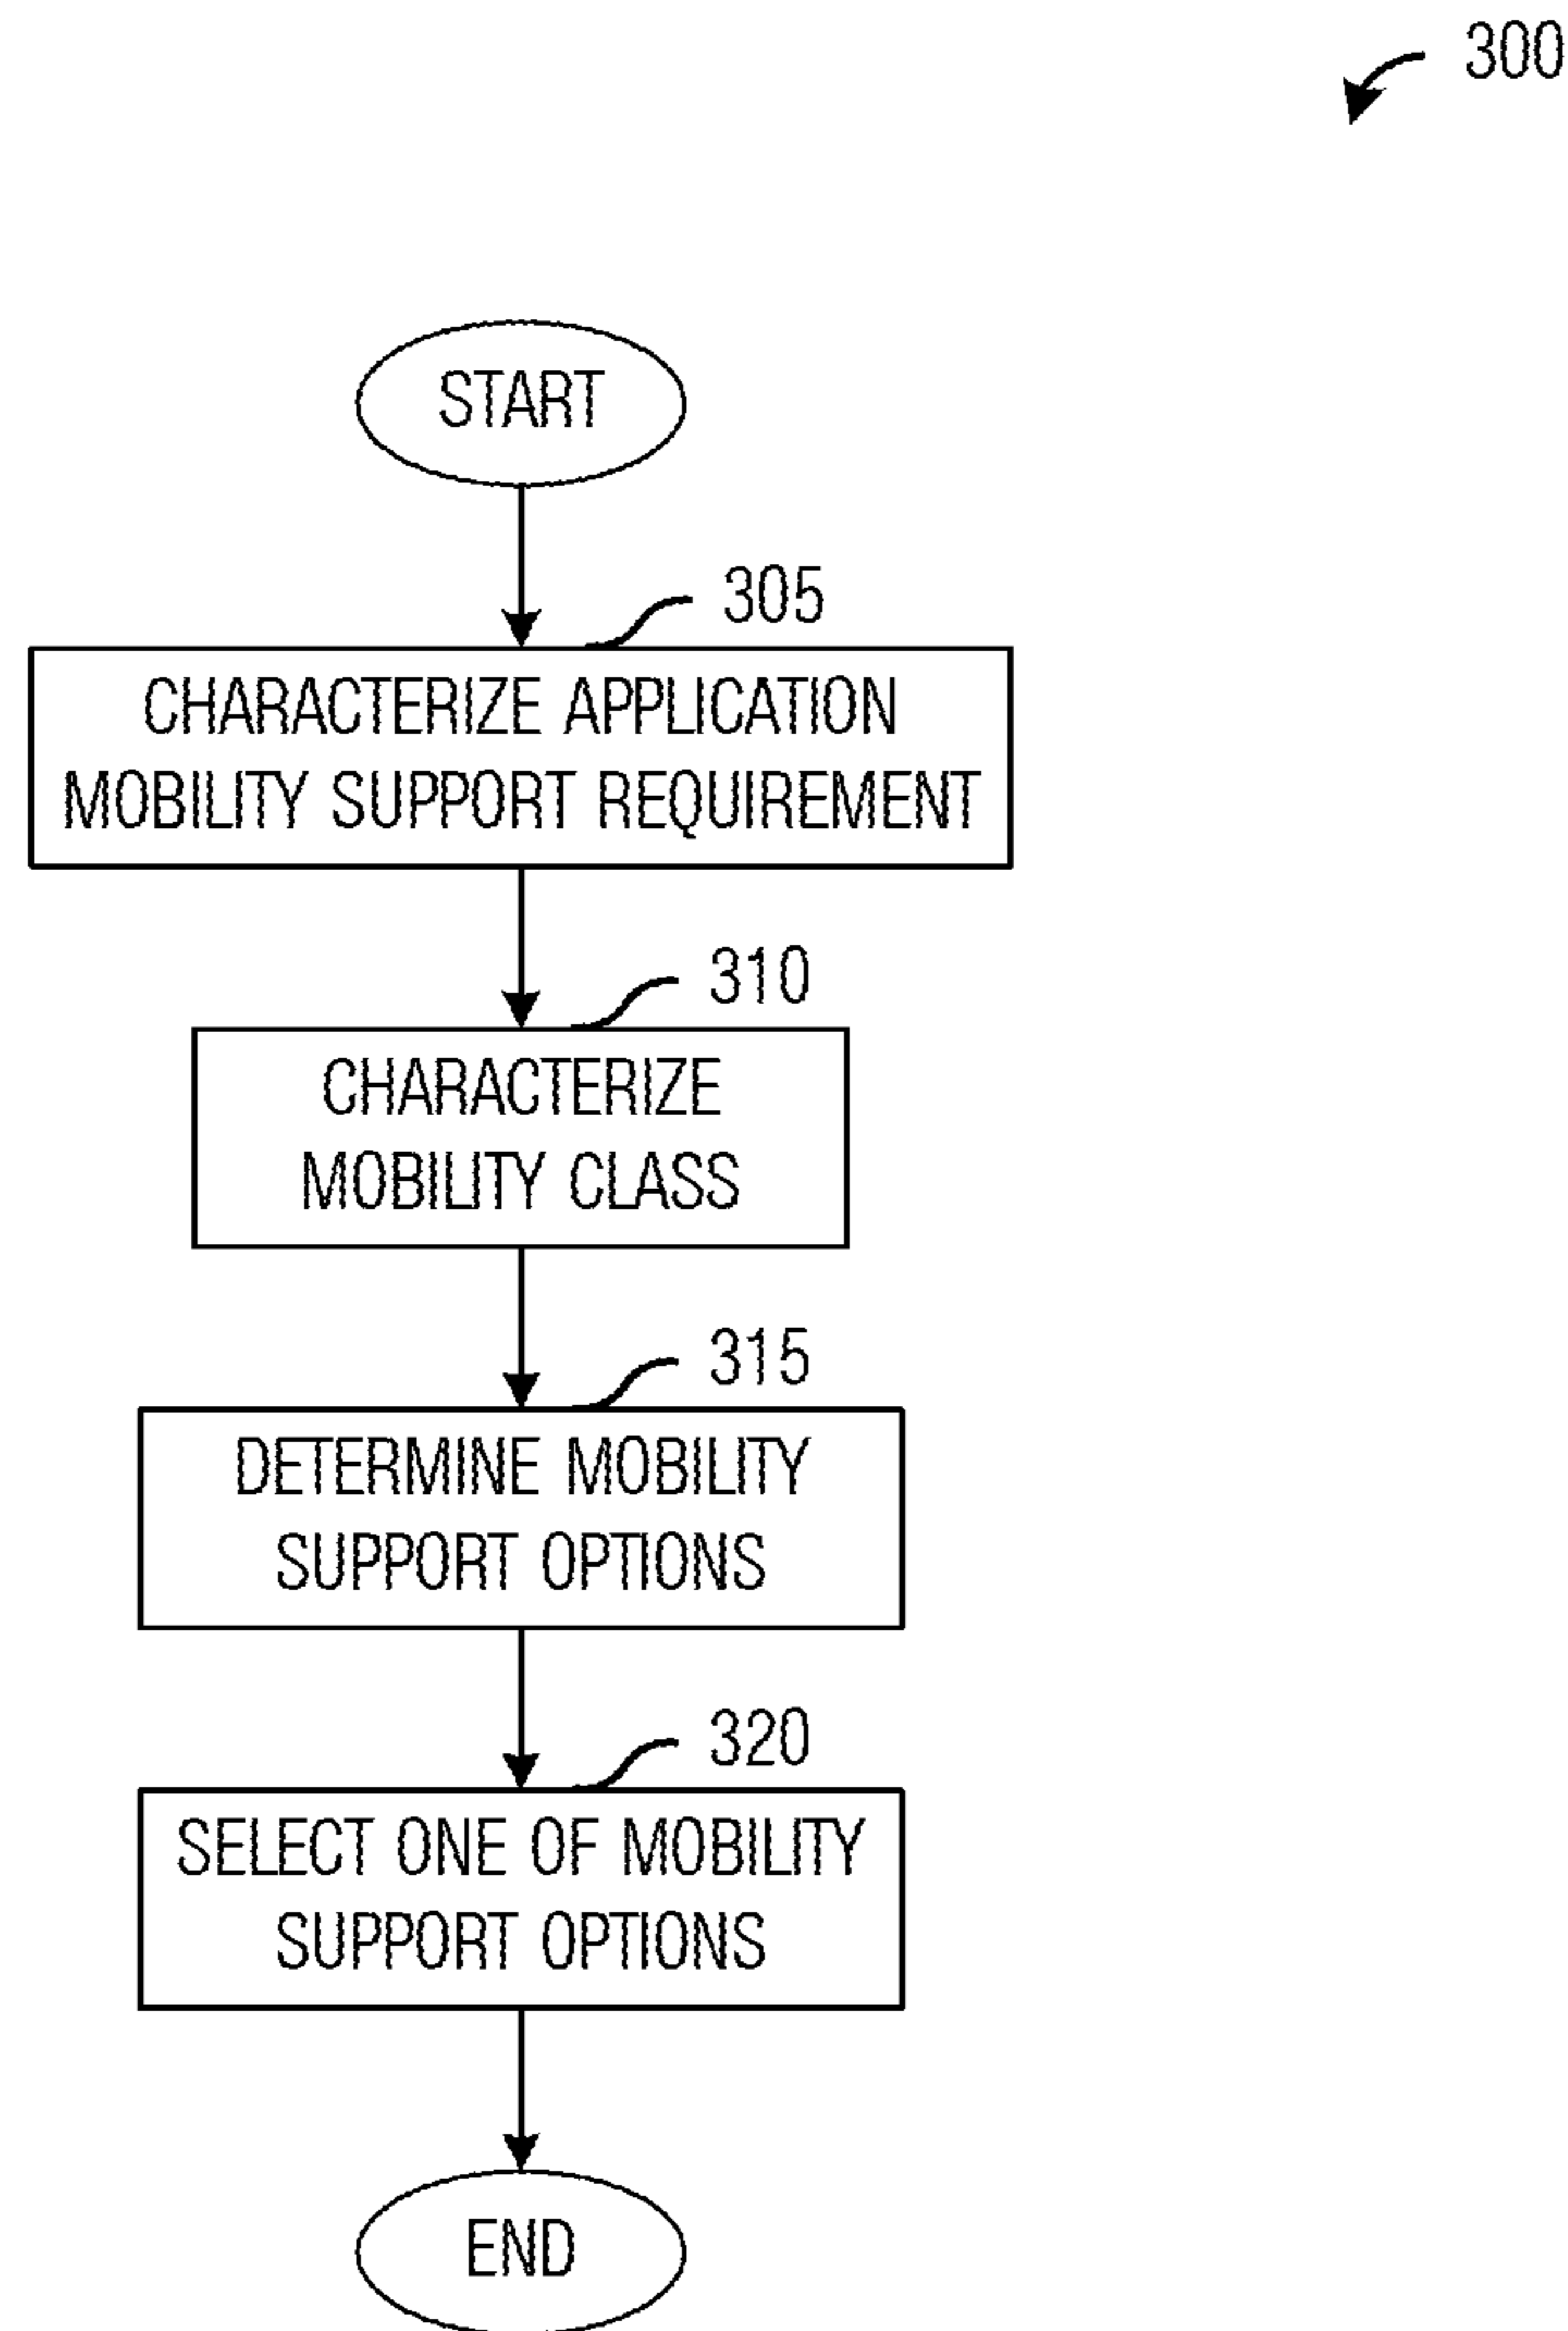 300
START
305
CHARACTERIZE APPLICATION
MOBILITY SUPPORT REQUIREMENT
310
CHARACTERIZE
MOBILITY CLASS
315
DETERMINE MOBILITY
SUPPORT OPTIONS
320
SELECT ONE OF MOBILITY
SUPPORT OPTIONS
END